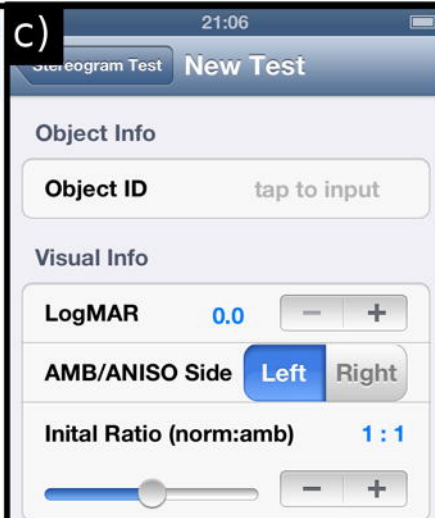 c)
21:06
Stereogram Test New Test
Object Info
Object ID tap to input
Visual Info
LogMAR 0.0 − +
AMB/ANISO Side Left Right
Inital Ratio (norm:amb) 1 : 1
− +